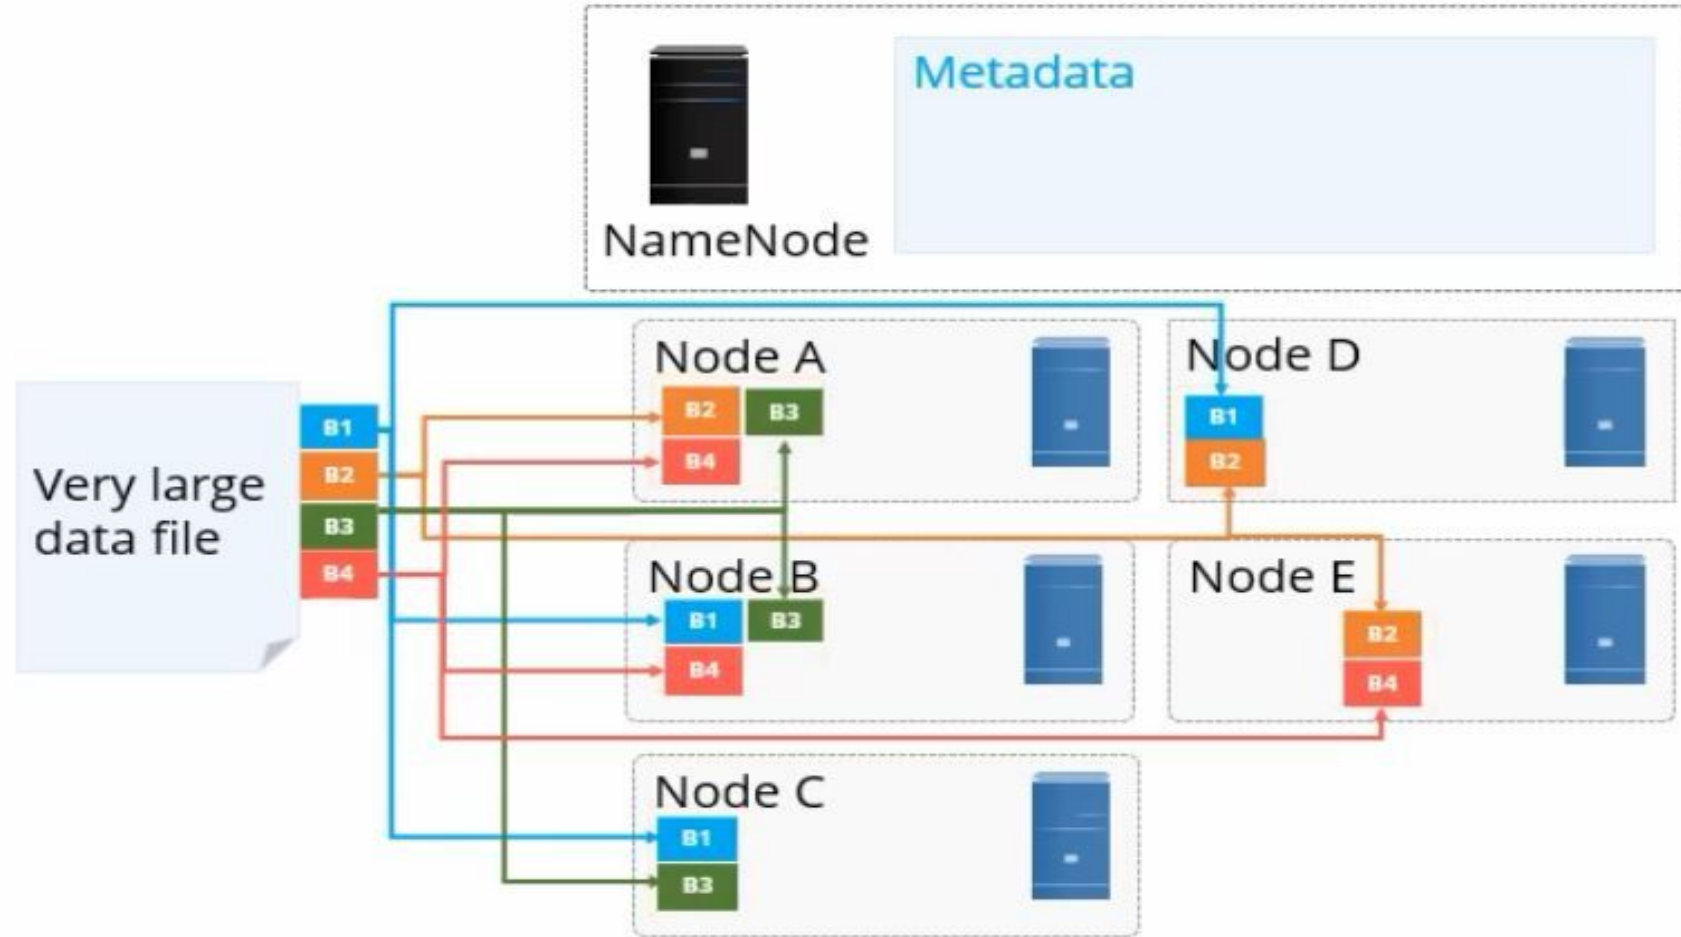 Metadata
NameNode
Very large
data file
B1
B2
B3
B4
Node A
B2 B3
B4
Node D
B1
B2
Node B
B1 B3
B4
Node E
B2
B4
Node C
B1
B3